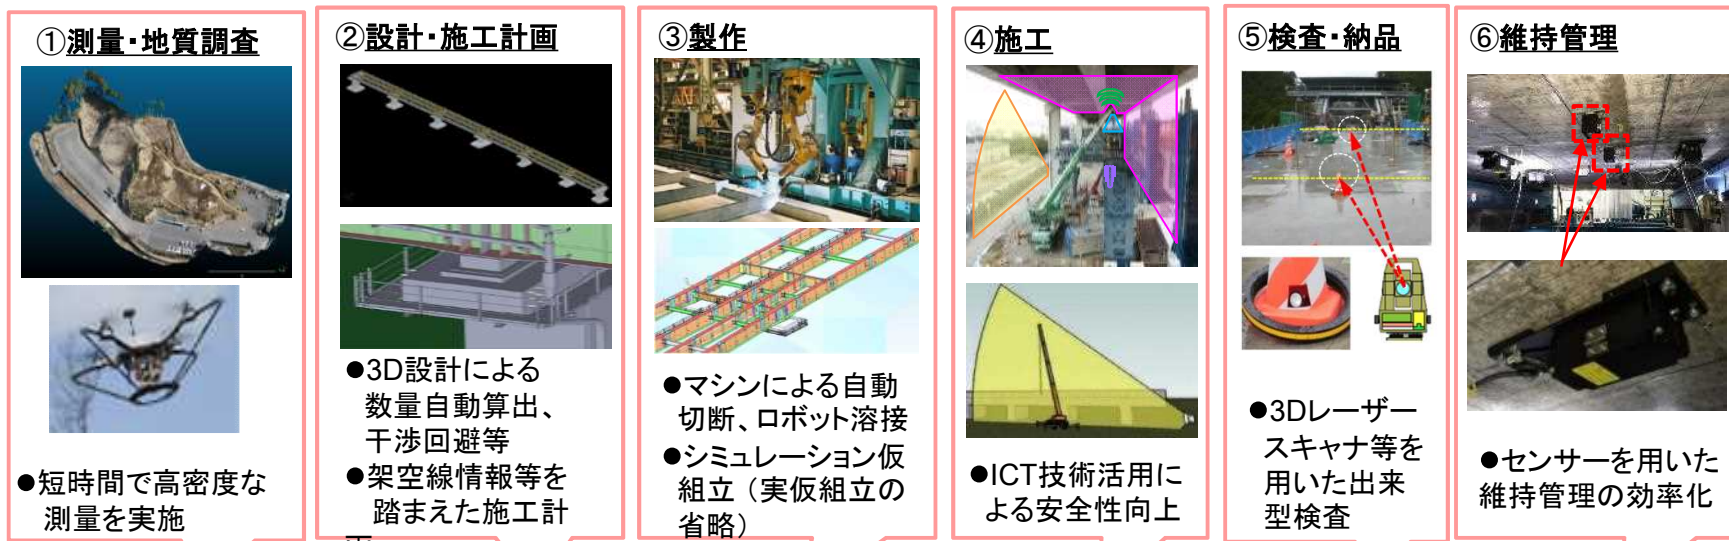 ①測量・地質調査
●短時間で高密度な
測量を実施
②設計・施工計画
●3D設計による
数量自動算出、
干渉回避等
●架空線情報等を
踏まえた施工計
③製作
●マシンによる自動
切断、ロボット溶接
●シミュレーション仮
組立（実仮組立の
省略）
④施工
●ICT技術活用に
よる安全性向上
⑤検査・納品
●3Dレーザー
スキャナ等を
用いた出来
型検査
⑥維持管理
●センサーを用いた
維持管理の効率化